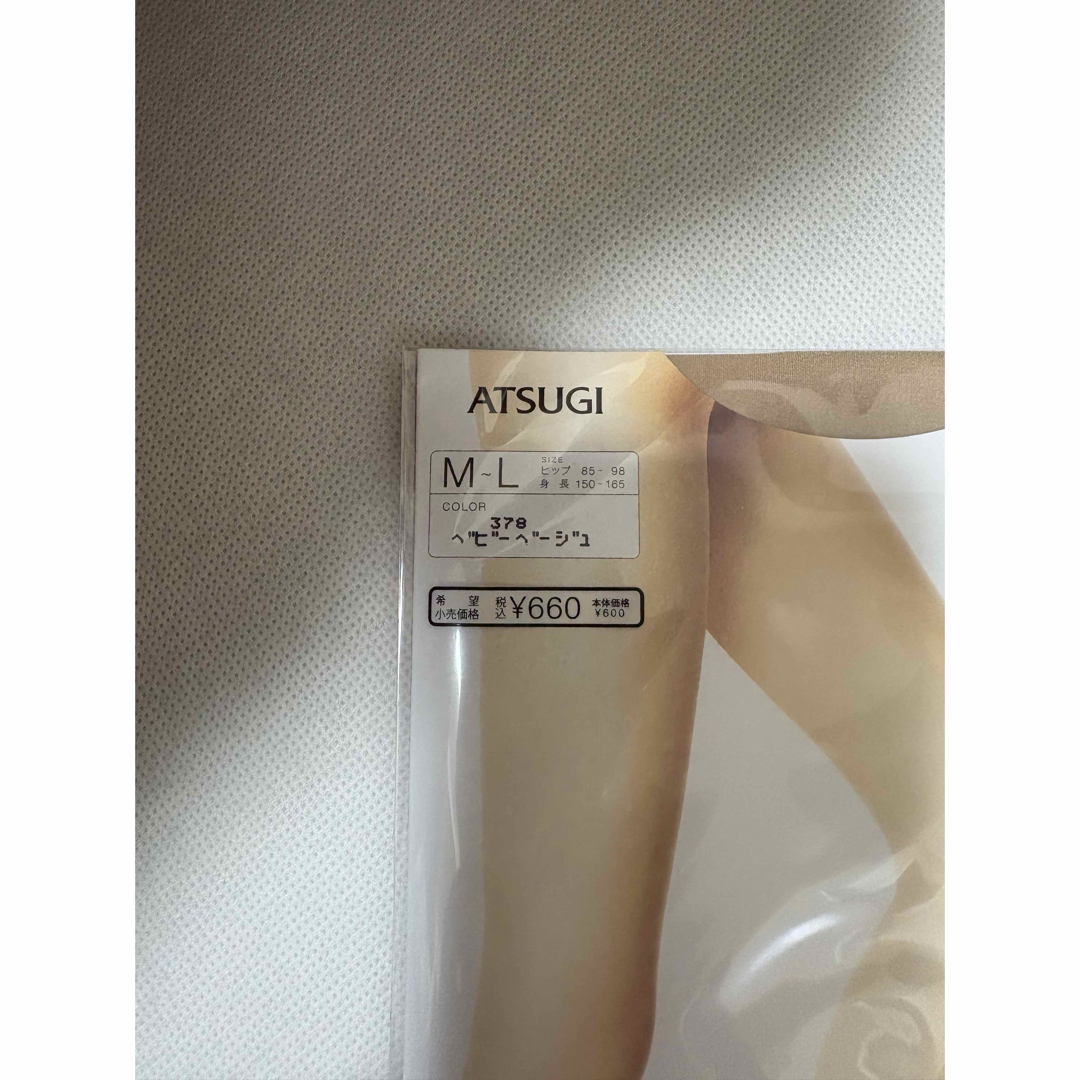 ATSUGI
M~L
SIZE
ヒップ 85- 98
身 長 150-165
COLOR
378
ベビーベージュ
希 望 税
小売価格 込
¥660
本体価格
¥600